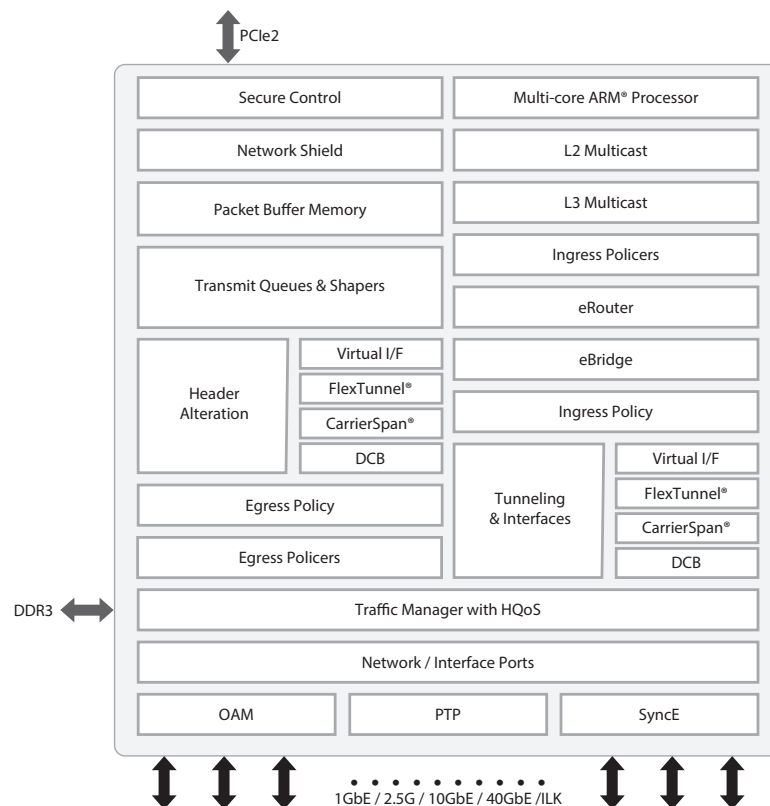 PCIe2
Secure Control
Multi-core ARM® Processor
Network Shield
L2 Multicast
Packet Buffer Memory
L3 Multicast
Ingress Policers
Transmit Queues & Shapers
eRouter
Header
Alteration
Virtual I/F
FlexTunnel®
CarrierSpan®
DCB
eBridge
Ingress Policy
Egress Policy
Egress Policers
Tunneling
& Interfaces
Virtual I/F
FlexTunnel®
CarrierSpan®
DCB
DDR3
Traffic Manager with HQoS
Network / Interface Ports
OAM
PTP
SyncE
1GbE / 2.5G / 10GbE / 40GbE /ILK